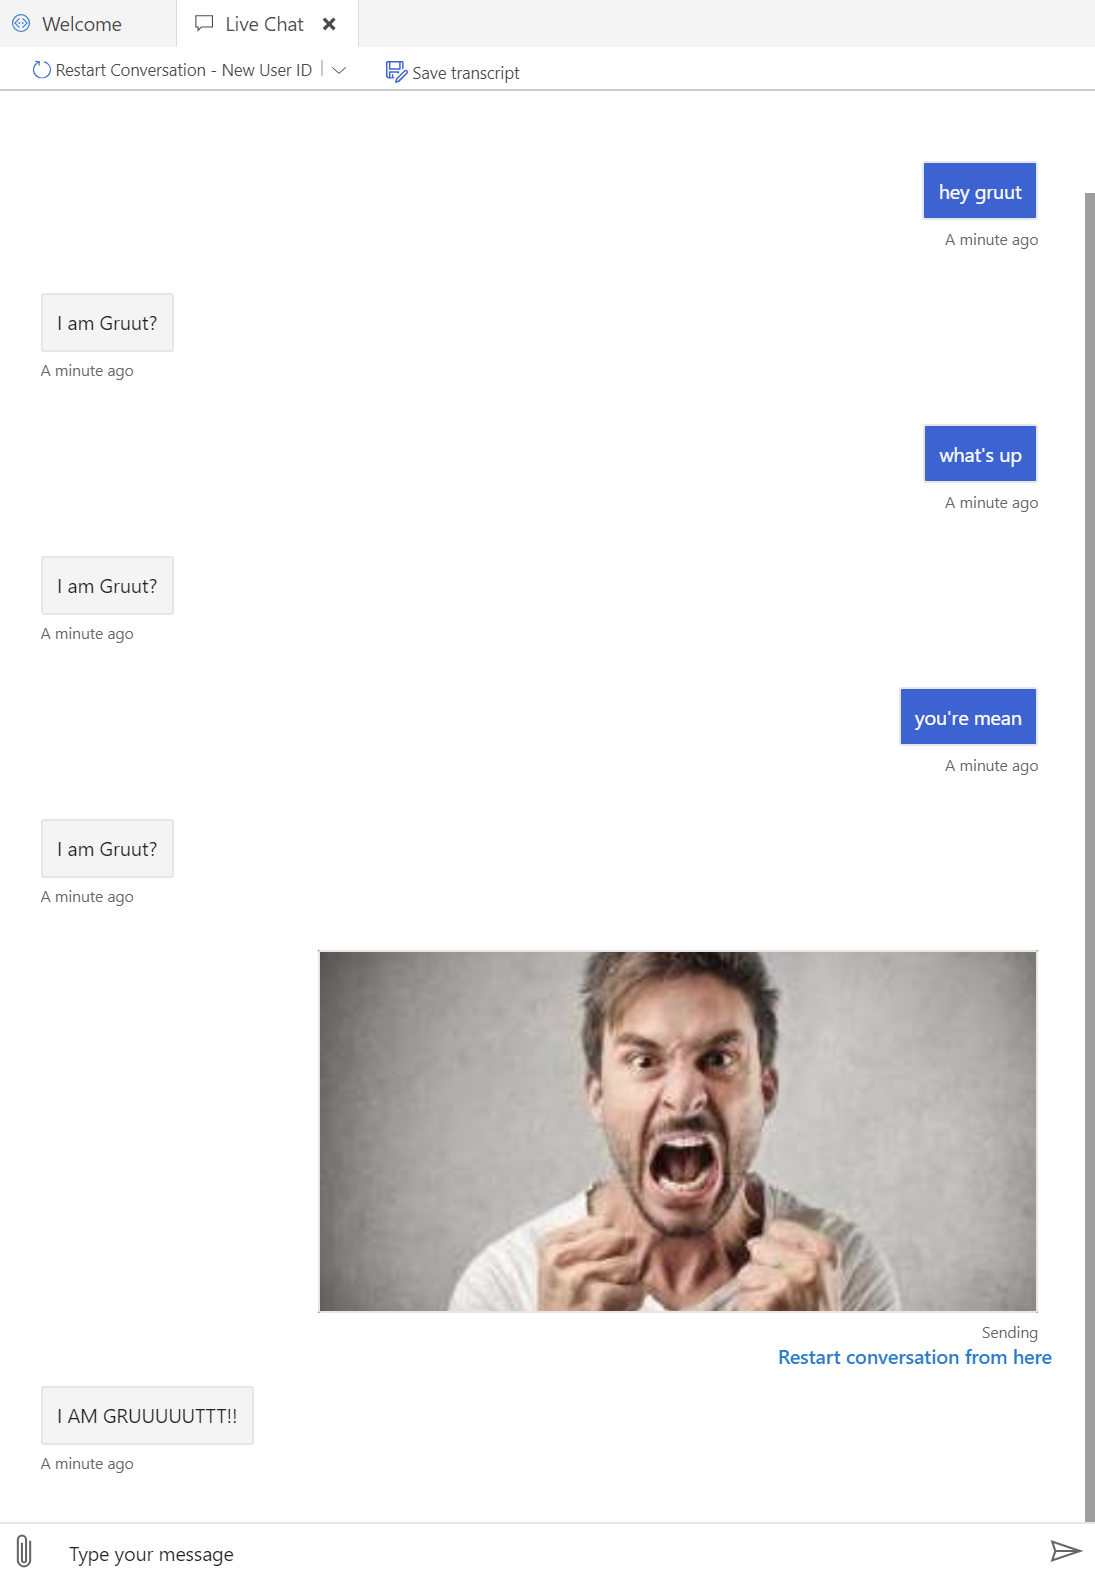 Welcome
Live Chat
Restart Conversation - New User ID
Save transcript
hey gruut
A minute ago
I am Gruut?
A minute ago
what's up
A minute ago
I am Gruut?
A minute ago
you're mean
A minute ago
I am Gruut?
A minute ago
Sending
Restart conversation from here
I AM GRUUUUUTTT!!
A minute ago
Type your message